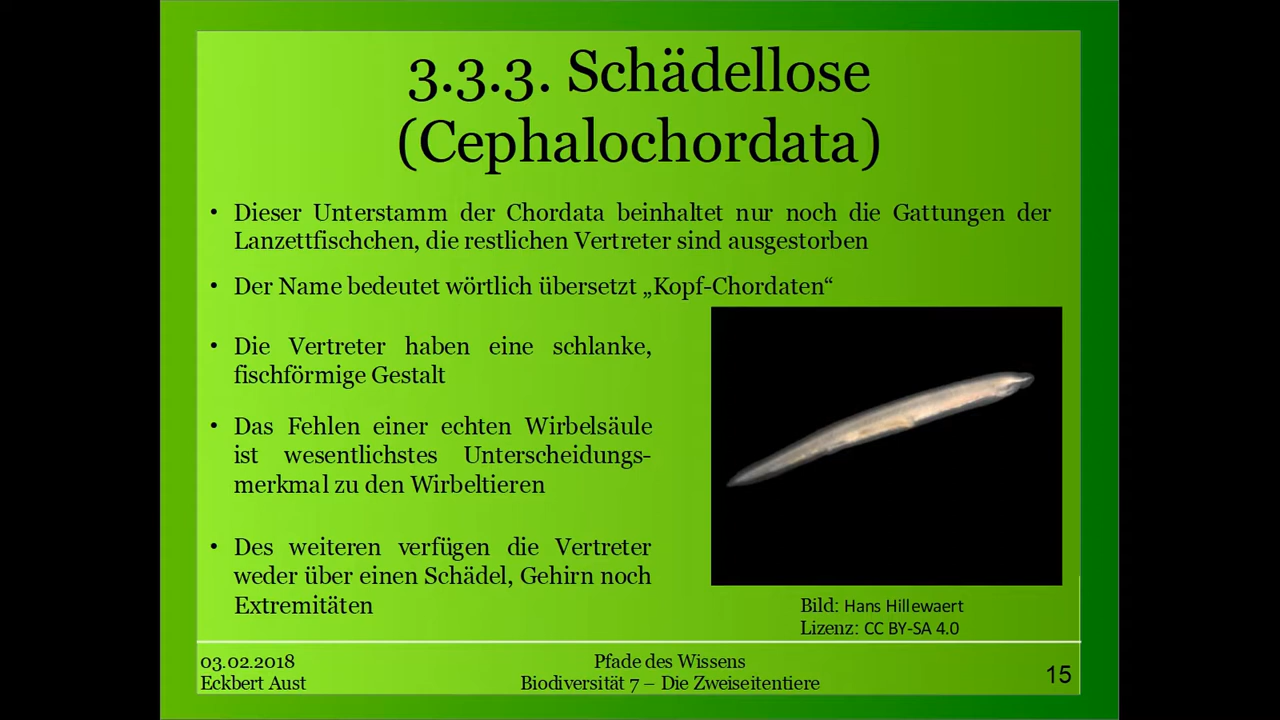 3.3.3. Schädellose
(Cephalochordata)
• Dieser Unterstamm der Chordata beinhaltet nur noch die Gattungen der
Lanzettfischchen, die restlichen Vertreter sind ausgestorben
• Der Name bedeutet wörtlich übersetzt „Kopf-Chordaten“
• Die Vertreter haben eine schlanke,
fischförmige Gestalt
• Das Fehlen einer echten Wirbelsäule
ist wesentlichstes Unterscheidungs-
merkmal zu den Wirbeltieren
• Des weiteren verfügen die Vertreter
weder über einen Schädel, Gehirn noch
Extremitäten
Bild: Hans Hillewaert
Lizenz: CC BY-SA 4.0
03.02.2018
Eckbert Aust
Pfade des Wissens
Biodiversität 7 – Die Zweiseitentiere
15